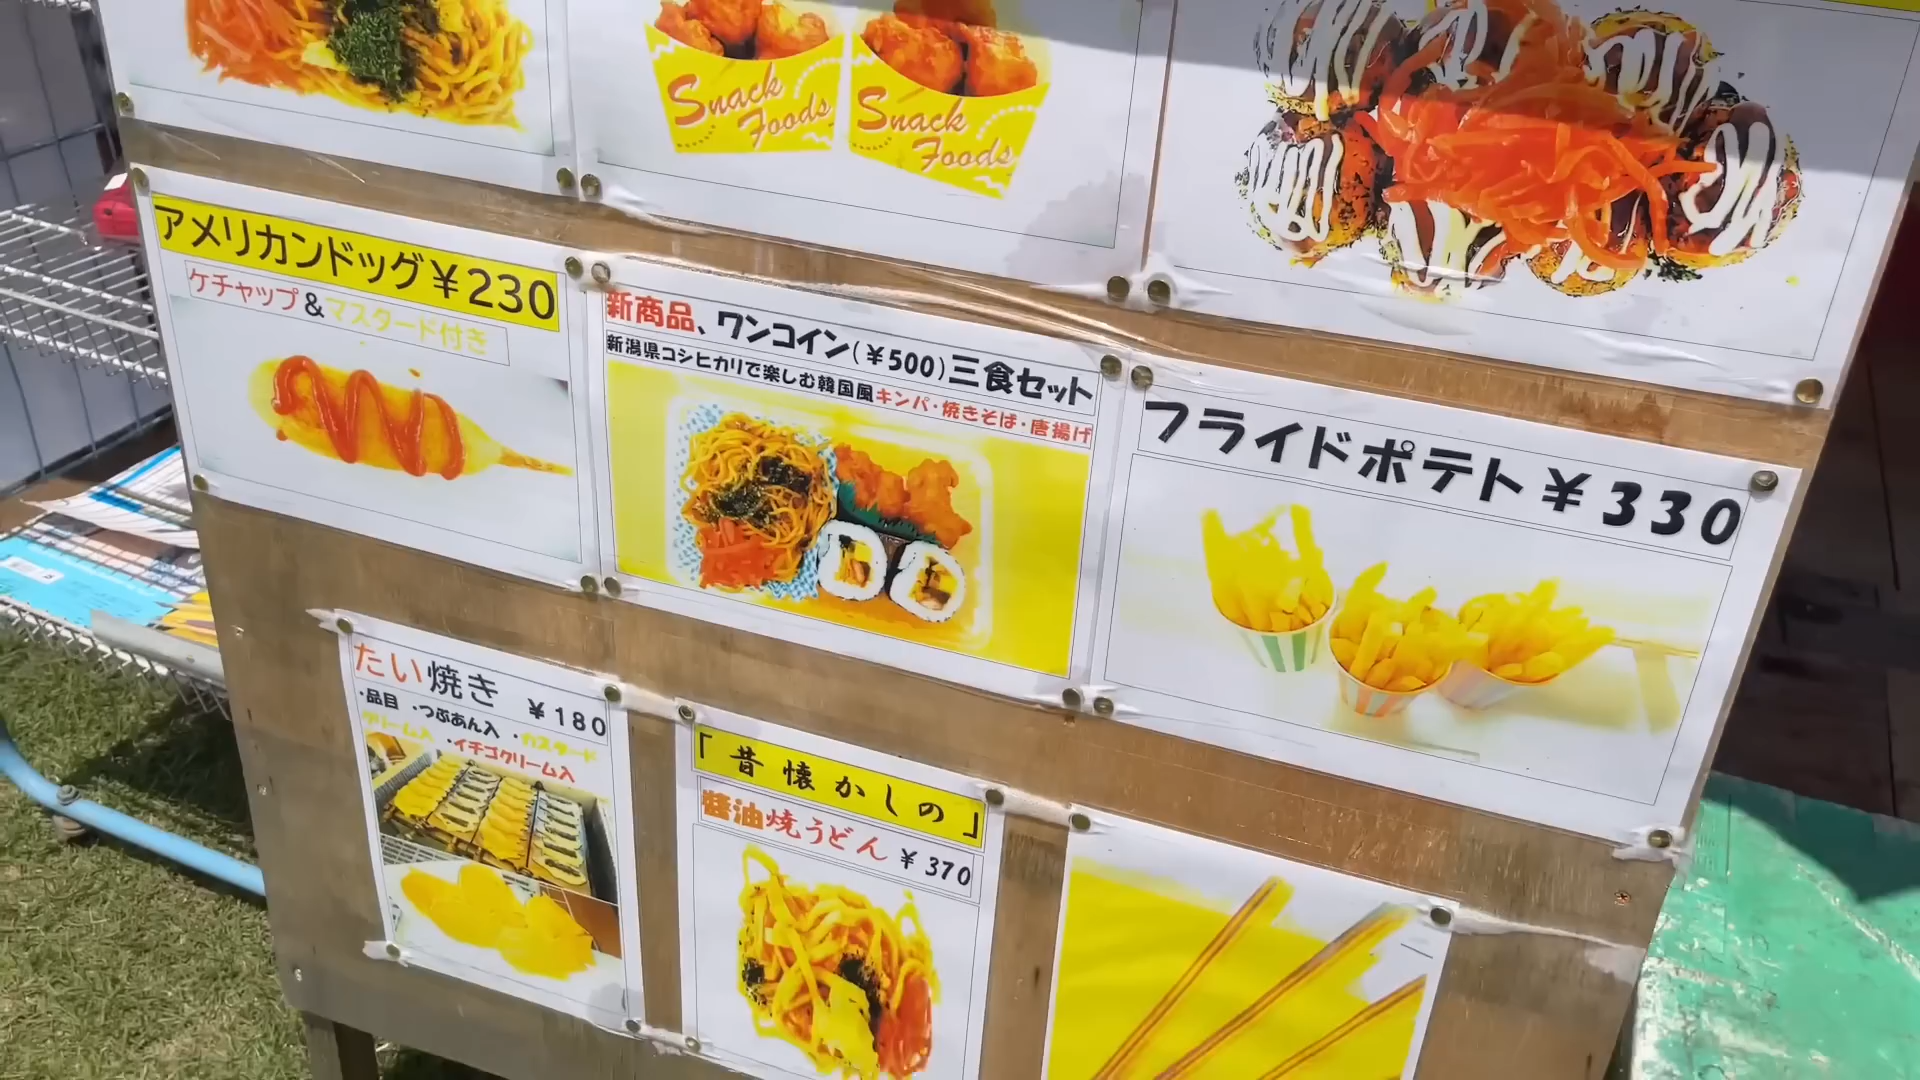 Snack
Foods
Snack
Foods
アメリカンドッグ¥230
ケチャップ&マスタード付き
新商品、ワンコイン(¥500)三食セット
新潟県コシヒカリで楽しむ韓国風キンパ・焼きそば・唐揚げ
フライドポテト¥330
たい焼き ¥180
・品目 ・つぶあん入 ・カスタード
クリーム入 ・イチゴクリーム入
「昔懐かしの」
醬油焼うどん ¥370